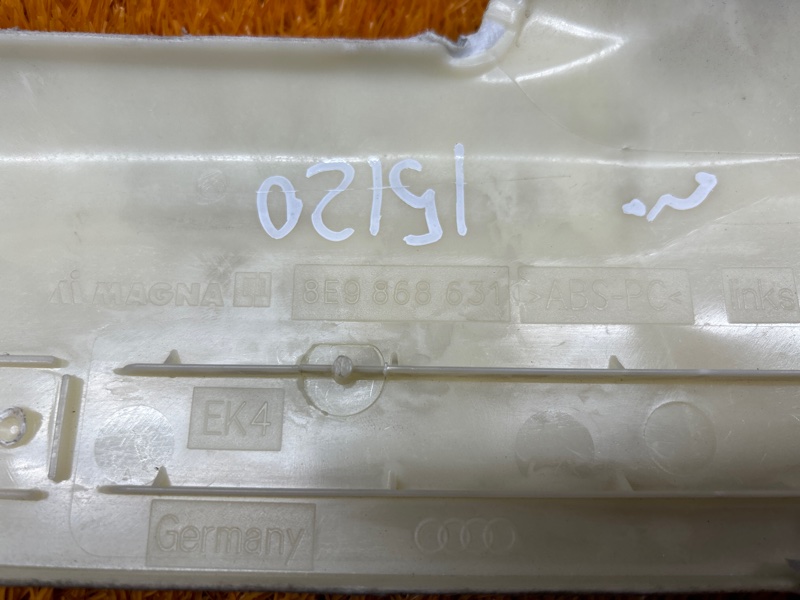 15120
MAGNA 8E9 868 631 >ABS-PC< links
EK4
Germany